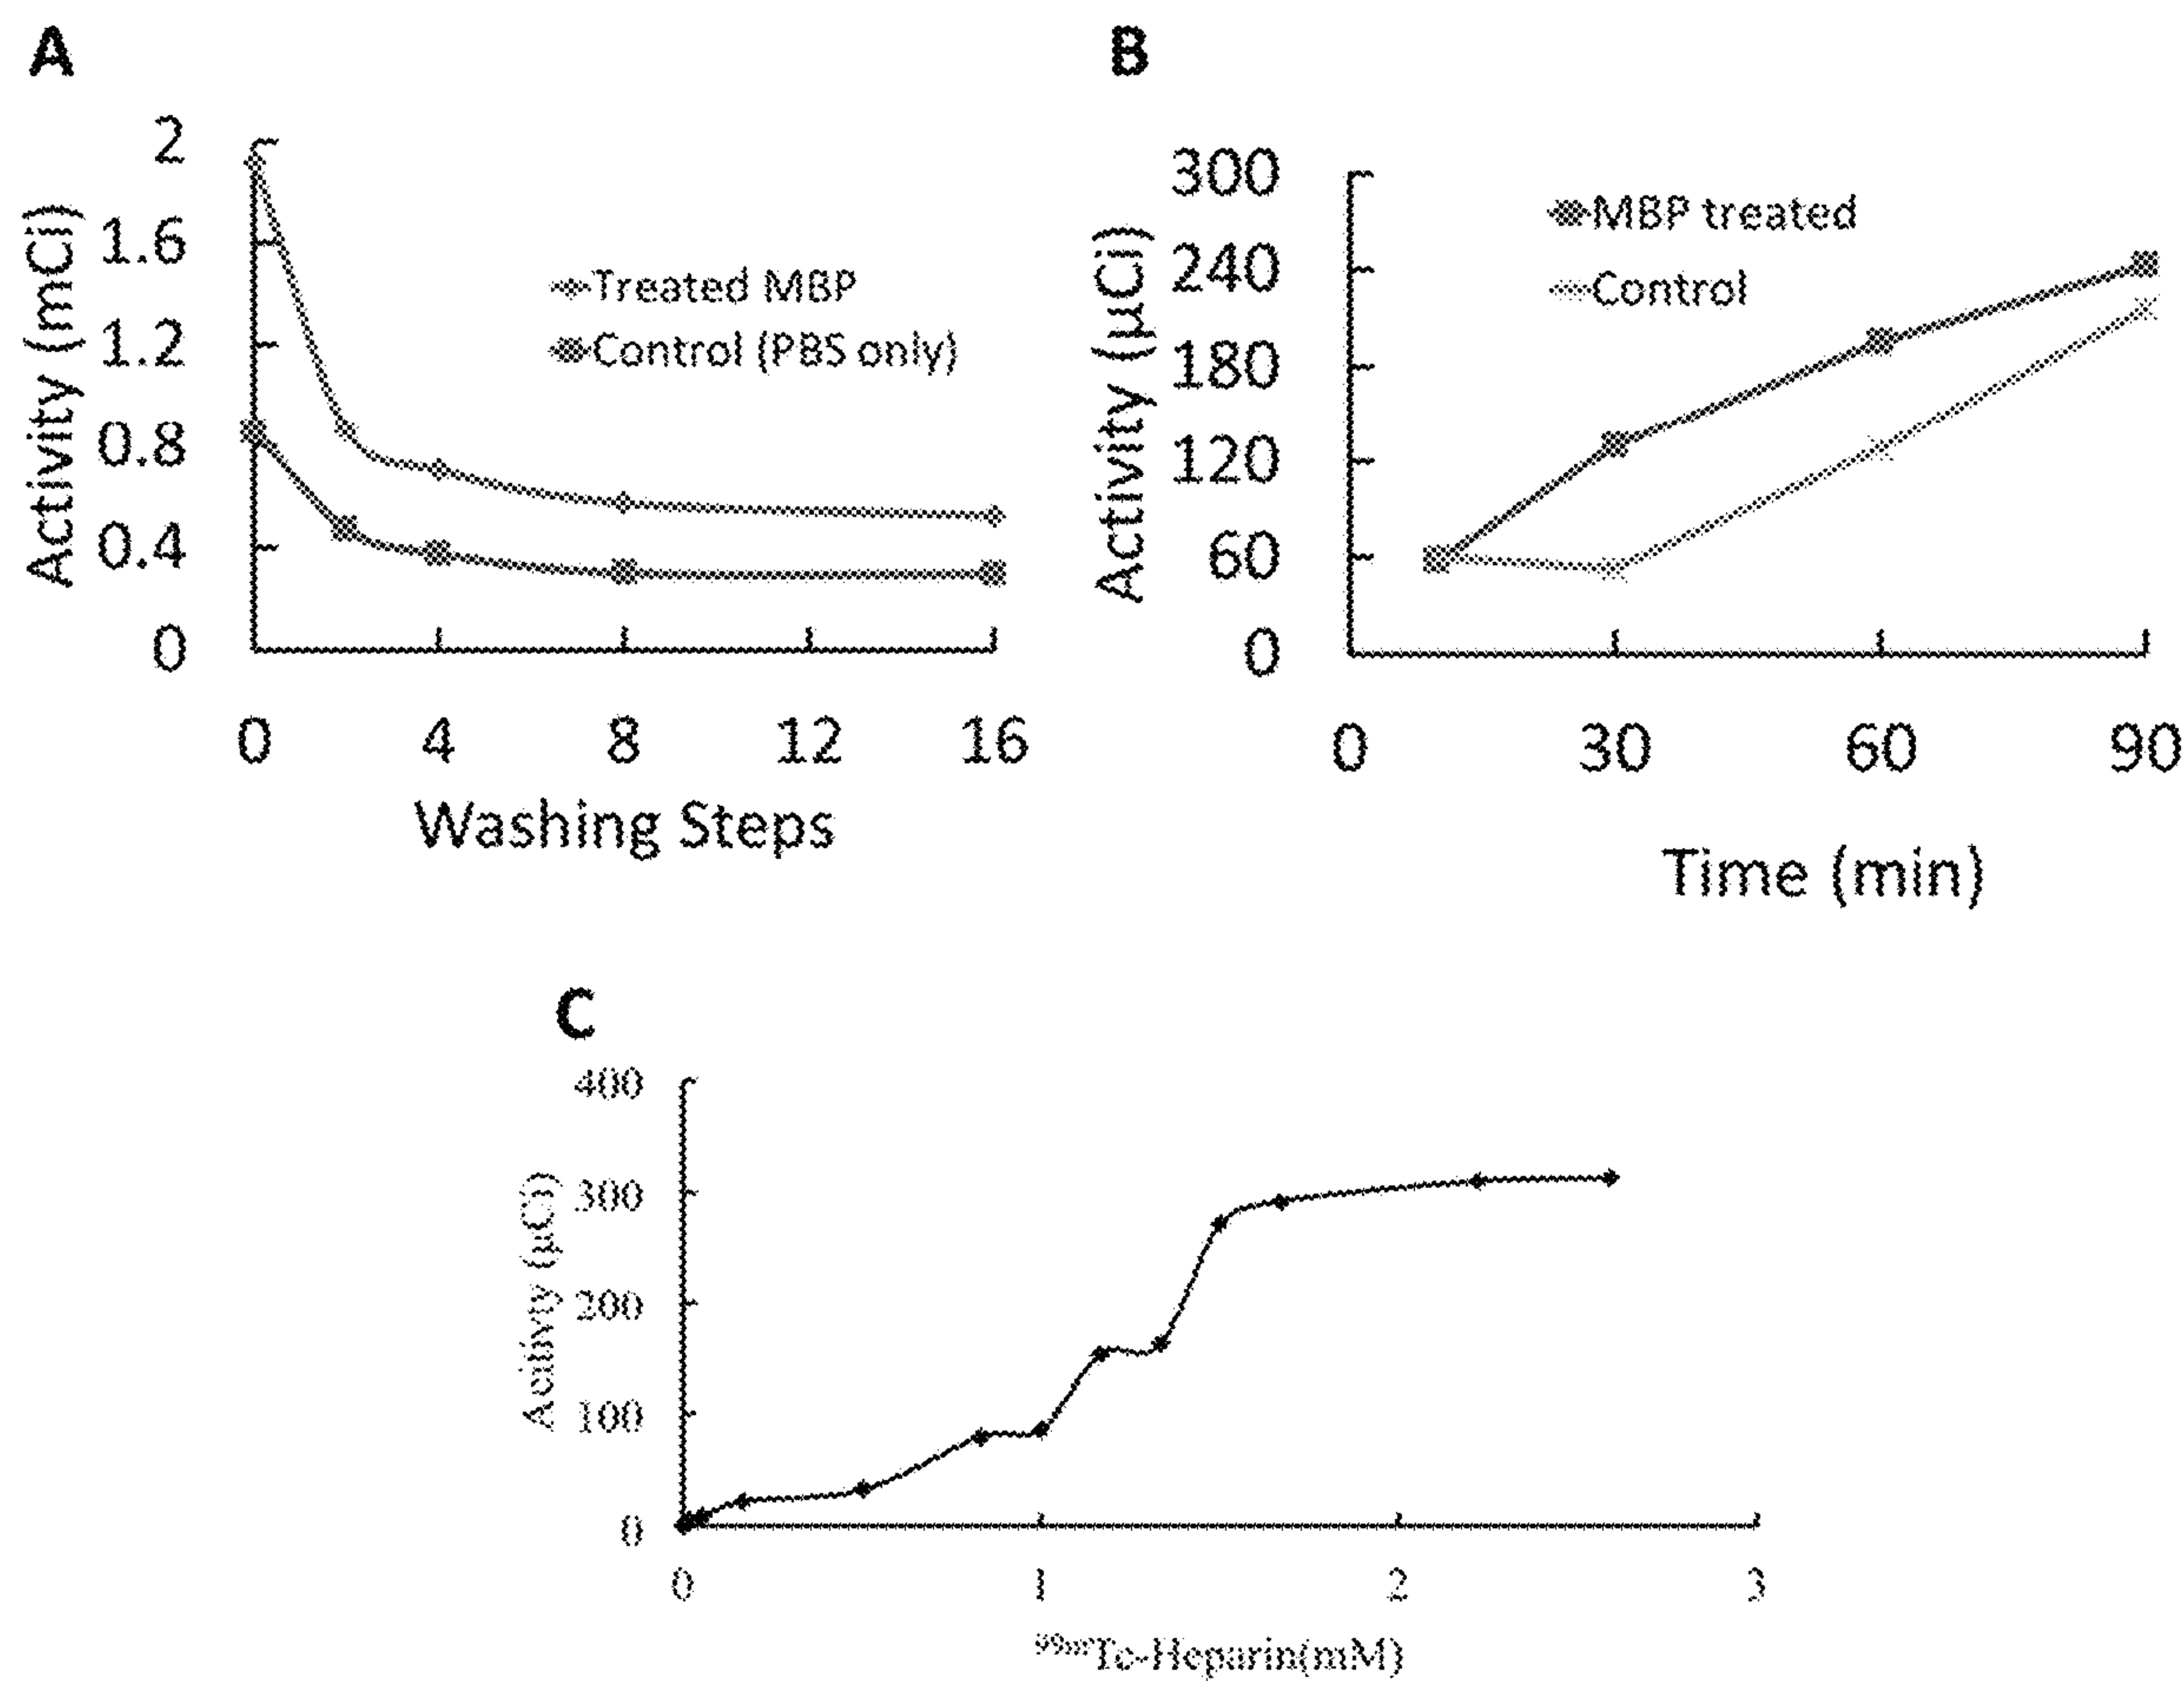 A
2
1.6
1.2
0.8
0.4
0
Activity (mCi)
Treated MBP
Control (PBS only)
0 4 8 12 16
Washing Steps
B
300
240
180
120
60
0
Activity (µCi)
MBP treated
Control
0 30 60 90
Time (min)
C
400
300
200
100
0
Acitivity (µCi)
0 1 2 3
99mTc-Heparin(mM)